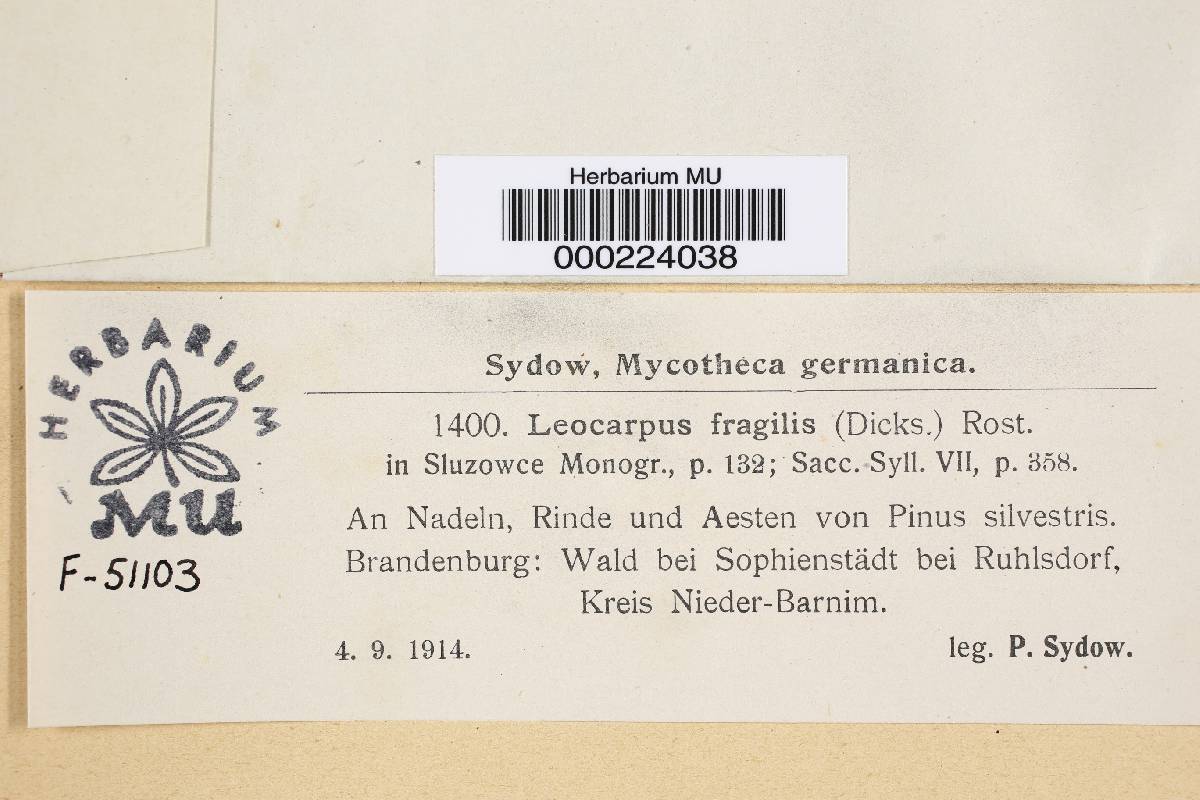 Herbarium MU
000224038
HERBARIUM
MU
F-51103
Sydow, Mycotheca germanica.
1400. Leocarpus fragilis (Dicks.) Rost.
in Sluzowce Monogr., p. 132; Sacc. Syll. VII, p. 358.
An Nadeln, Rinde und Aesten von Pinus silvestris.
Brandenburg: Wald bei Sophienstädt bei Ruhlsdorf,
Kreis Nieder-Barnim.
4. 9. 1914. leg. P. Sydow.